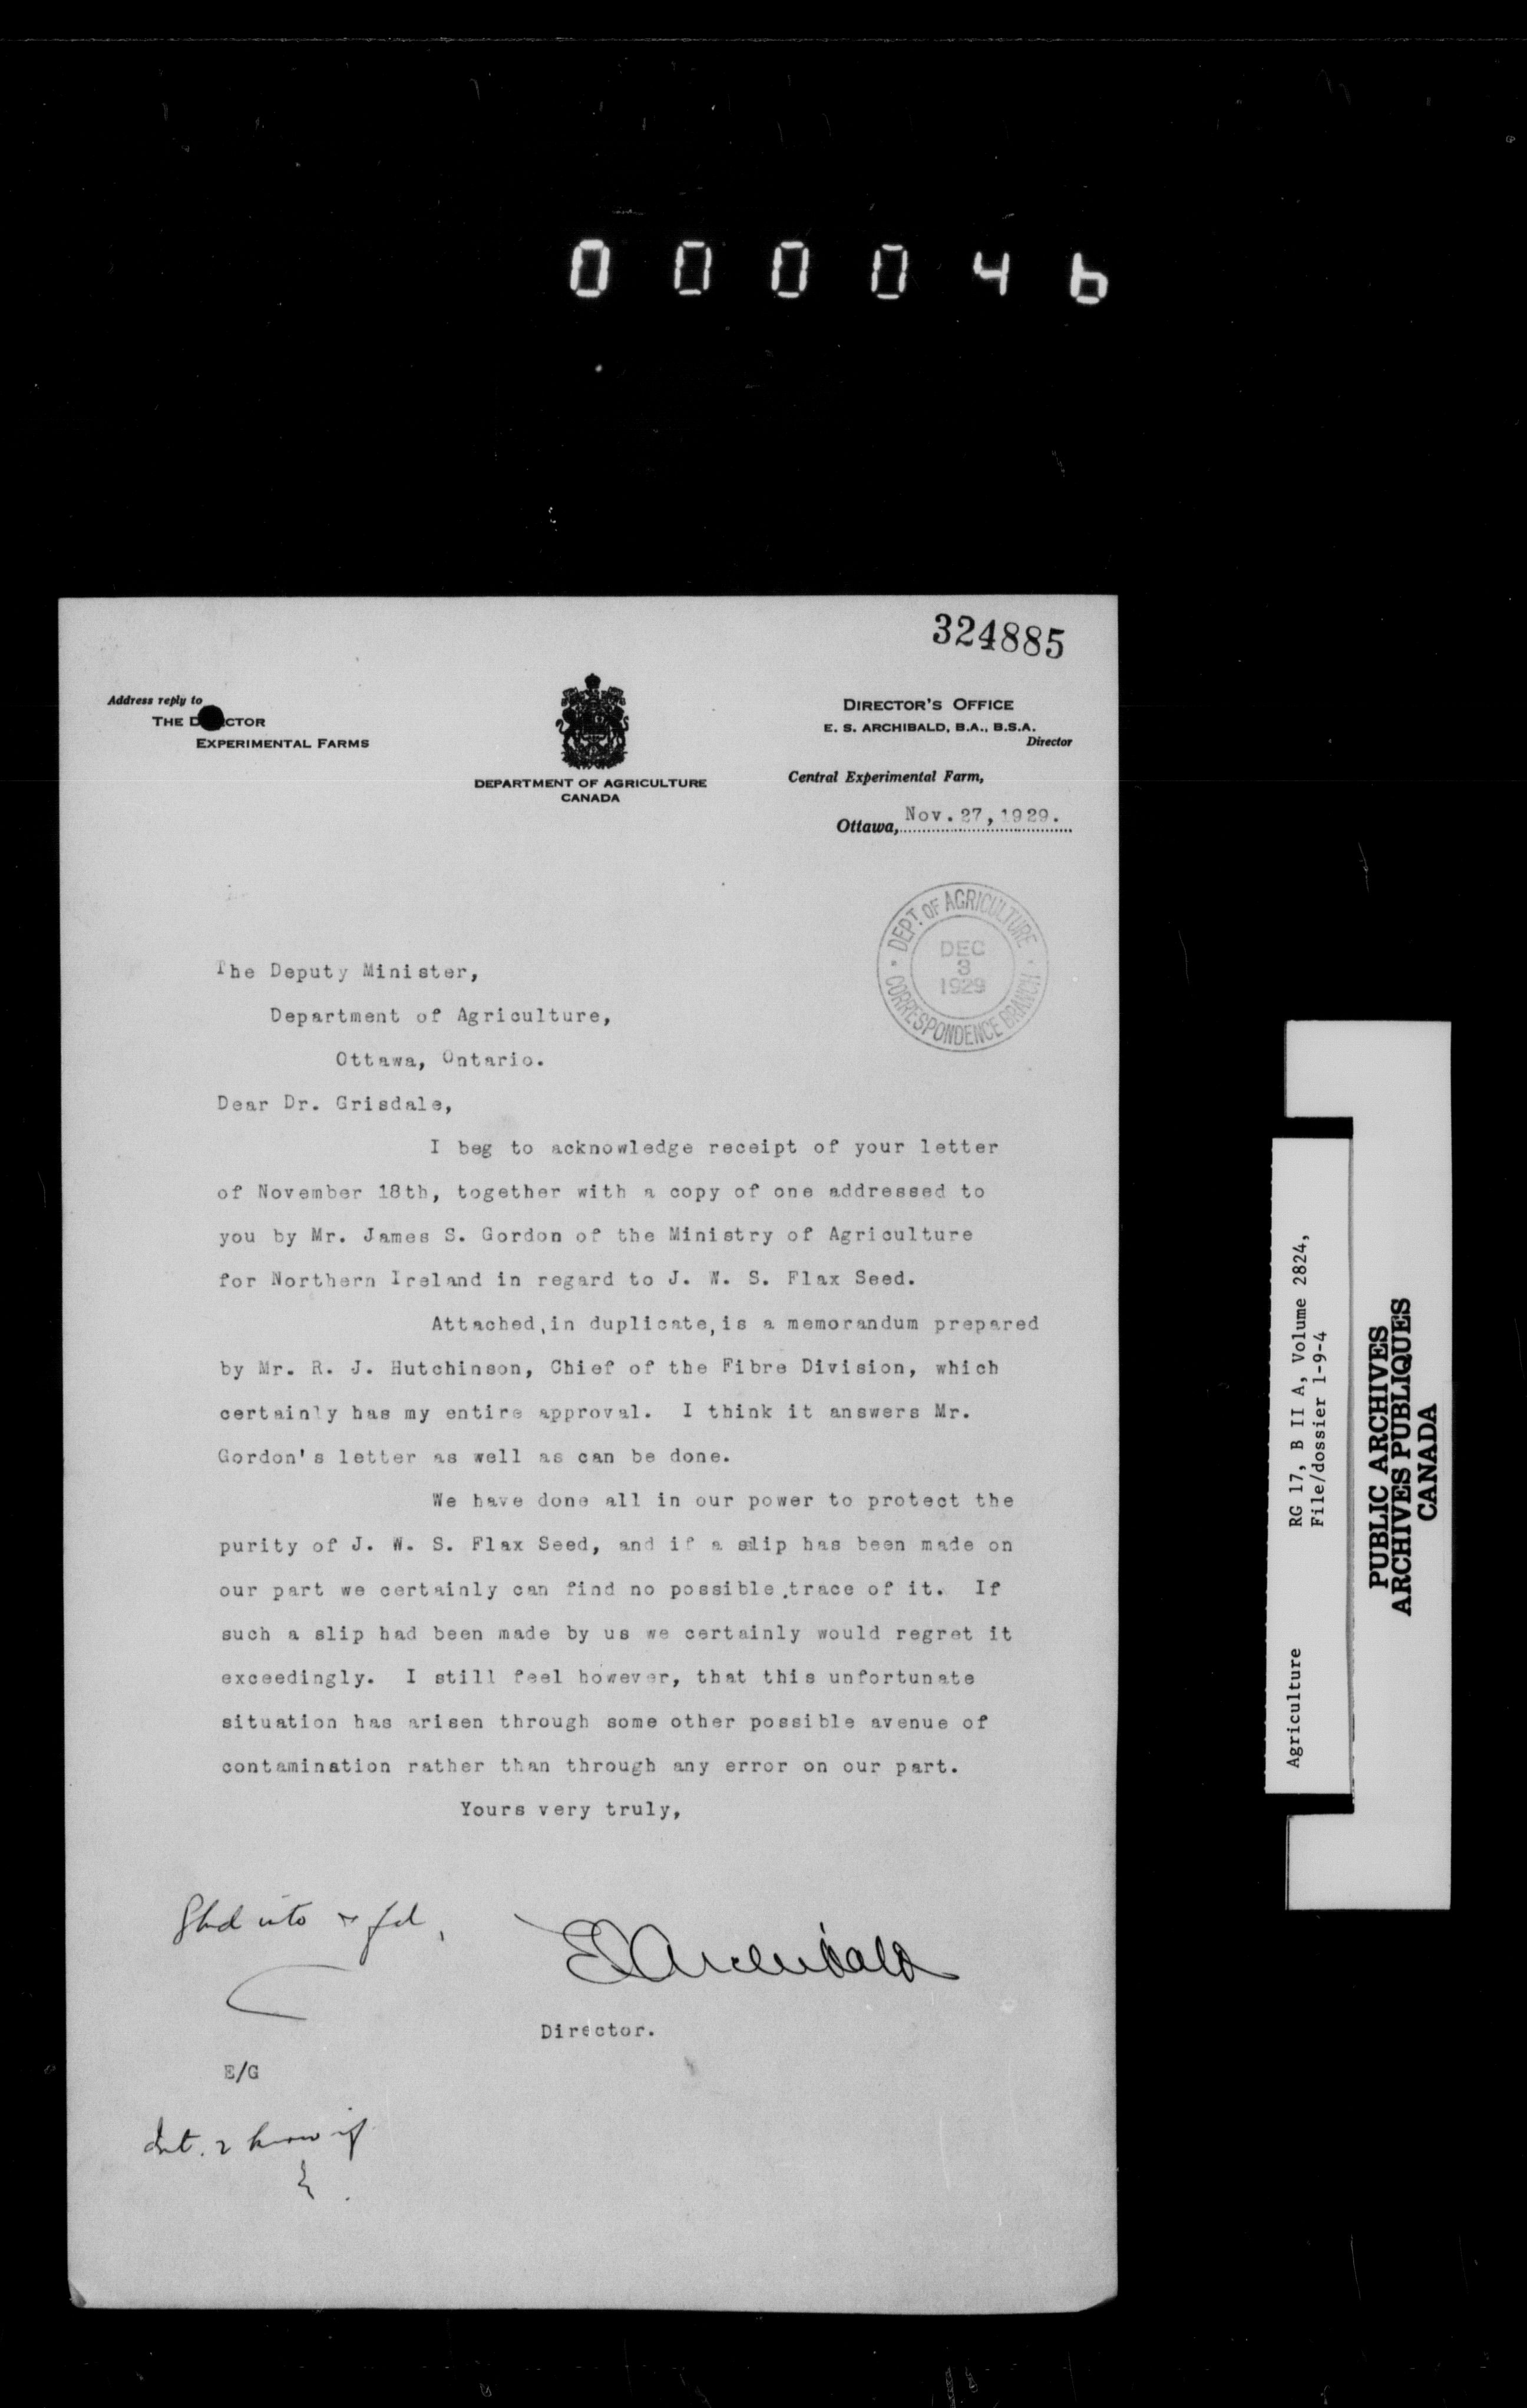 000046
324885
Address reply to
THE D CTOR
EXPERIMENTAL FARMS
DEPARTMENT OF AGRICULTURE
CANADA
DIRECTOR'S OFFICE
E. S. ARCHIBALD, B.A., B.S.A.
Director
Central Experimental Farm,
Ottawa, Nov. 27, 1929.
DEPT. OF AGRICULTURE
DEC
3
1929
CORRESPONDENCE BRANCH
The Deputy Minister,
Department of Agriculture,
Ottawa, Ontario.
Dear Dr. Grisdale,
I beg to acknowledge receipt of your letter
of November 18th, together with a copy of one addressed to
you by Mr. James S. Gordon of the Ministry of Agriculture
for Northern Ireland in regard to J. W. S. Flax Seed.
Attached, in duplicate, is a memorandum prepared
by Mr. R. J. Hutchinson, Chief of the Fibre Division, which
certainly has my entire approval. I think it answers Mr.
Gordon's letter as well as can be done.
We have done all in our power to protect the
purity of J. W. S. Flax Seed, and if a slip has been made on
our part we certainly can find no possible trace of it. If
such a slip had been made by us we certainly would regret it
exceedingly. I still feel however, that this unfortunate
situation has arisen through some other possible avenue of
contamination rather than through any error on our part.
Yours very truly,
E S Archibald
Director.
E/G
Agriculture RG 17, B II A, Volume 2824,
File/dossier 1-9-4
PUBLIC ARCHIVES
ARCHIVES PUBLIQUES
CANADA